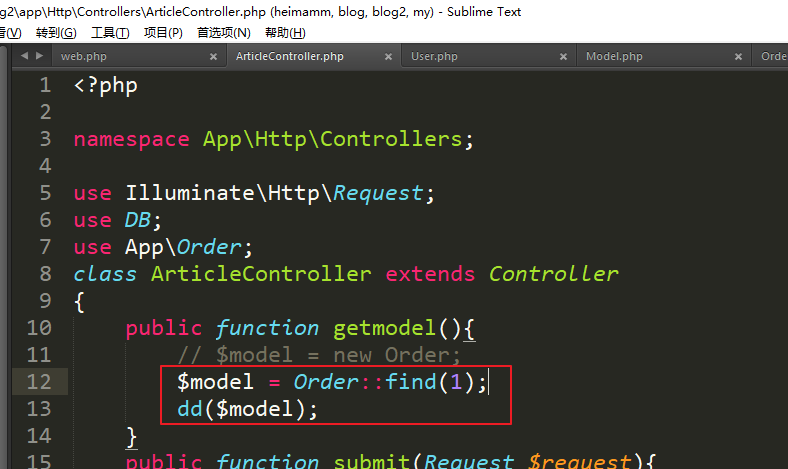 g2\app\Http\Controllers\ArticleController.php (heimamm, blog, blog2, my) - Sublime Text
看(V) 转到(G) 工具(T) 项目(P) 首选项(N) 帮助(H)
web.php × ArticleController.php × User.php × Model.php × Orde
1 <?php
2
3 namespace App\Http\Controllers;
4
5 use Illuminate\Http\Request;
6 use DB;
7 use App\Order;
8 class ArticleController extends Controller
9 {
10 public function getmodel(){
11 // $model = new Order;
12 $model = Order::find(1);
13 dd($model);
14 }
15 public function submit(Request $request){